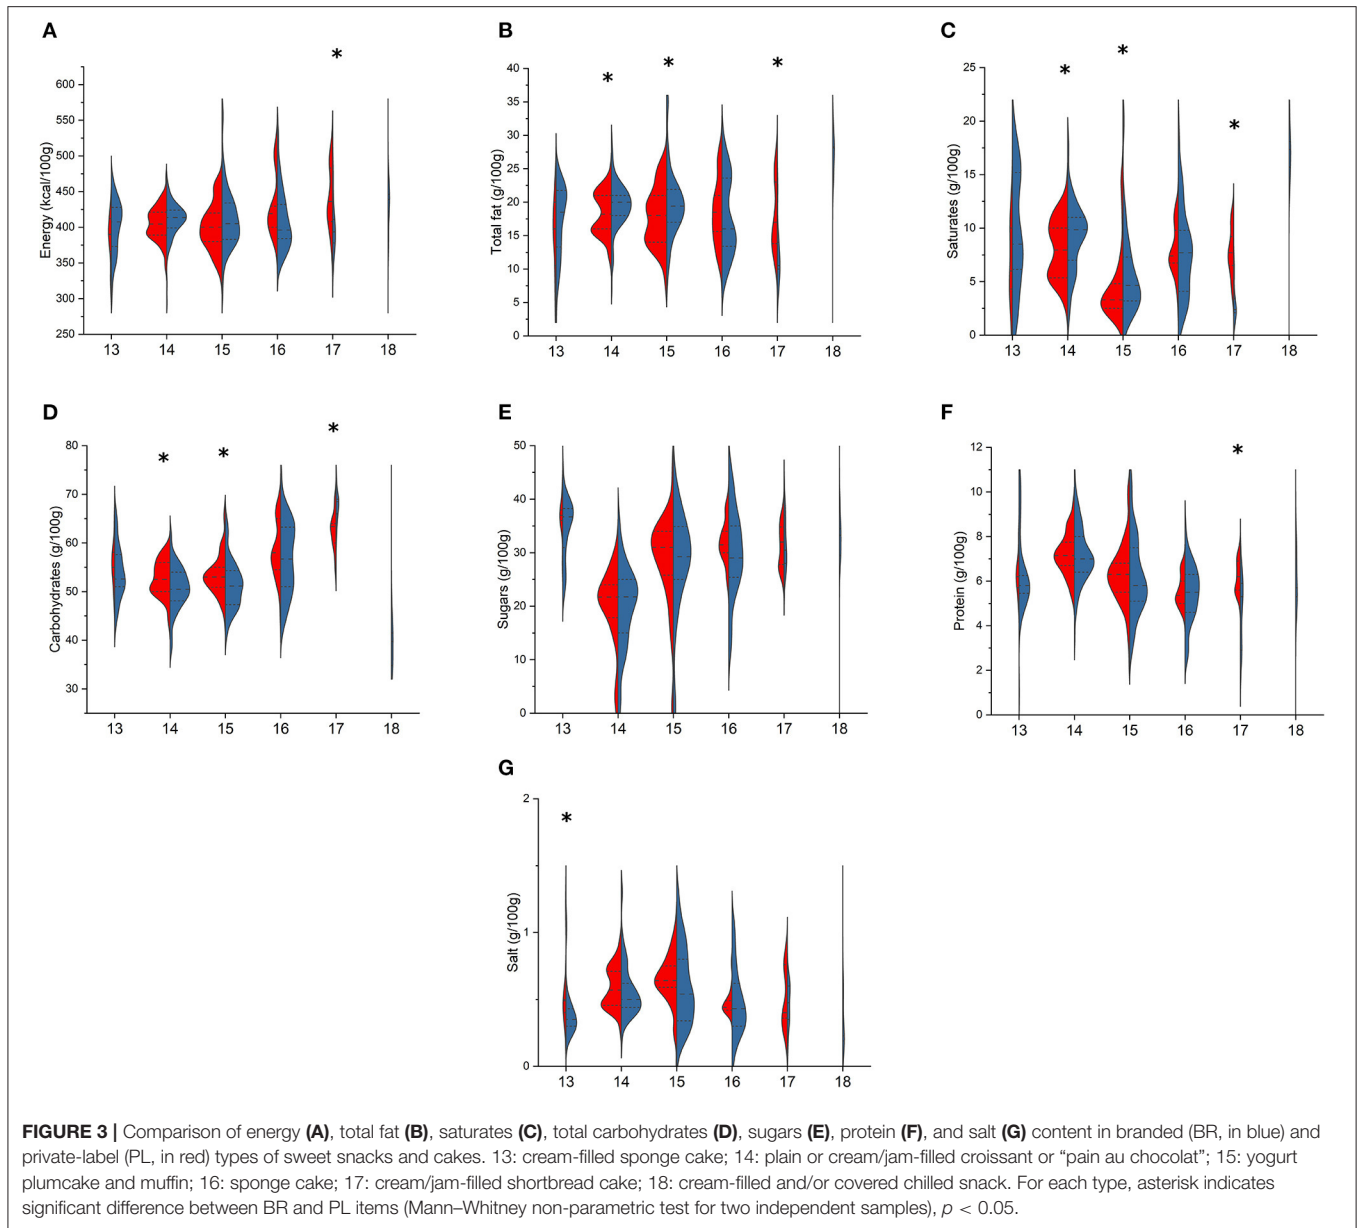 A
*
Energy (kcal/100g)
600
550
500
450
400
350
300
250
13 14 15 16 17 18
B
* * *
Total fat (g/100g)
40
35
30
25
20
15
10
5
0
13 14 15 16 17 18
C
* * *
Saturates (g/100g)
25
20
15
10
5
0
13 14 15 16 17 18
D
* * *
Carbohydrates (g/100g)
80
70
60
50
40
30
13 14 15 16 17 18
E
Sugars (g/100g)
50
40
30
20
10
0
13 14 15 16 17 18
F
*
Protein (g/100g)
12
10
8
6
4
2
0
13 14 15 16 17 18
G
*
Salt (g/100g)
2
1
0
13 14 15 16 17 18
FIGURE 3 | Comparison of energy (A), total fat (B), saturates (C), total carbohydrates (D), sugars (E), protein (F), and salt (G) content in branded (BR, in blue) and
private-label (PL, in red) types of sweet snacks and cakes. 13: cream-filled sponge cake; 14: plain or cream/jam-filled croissant or “pain au chocolat”; 15: yogurt
plumcake and muffin; 16: sponge cake; 17: cream/jam-filled shortbread cake; 18: cream-filled and/or covered chilled snack. For each type, asterisk indicates
significant difference between BR and PL items (Mann–Whitney non-parametric test for two independent samples), p < 0.05.